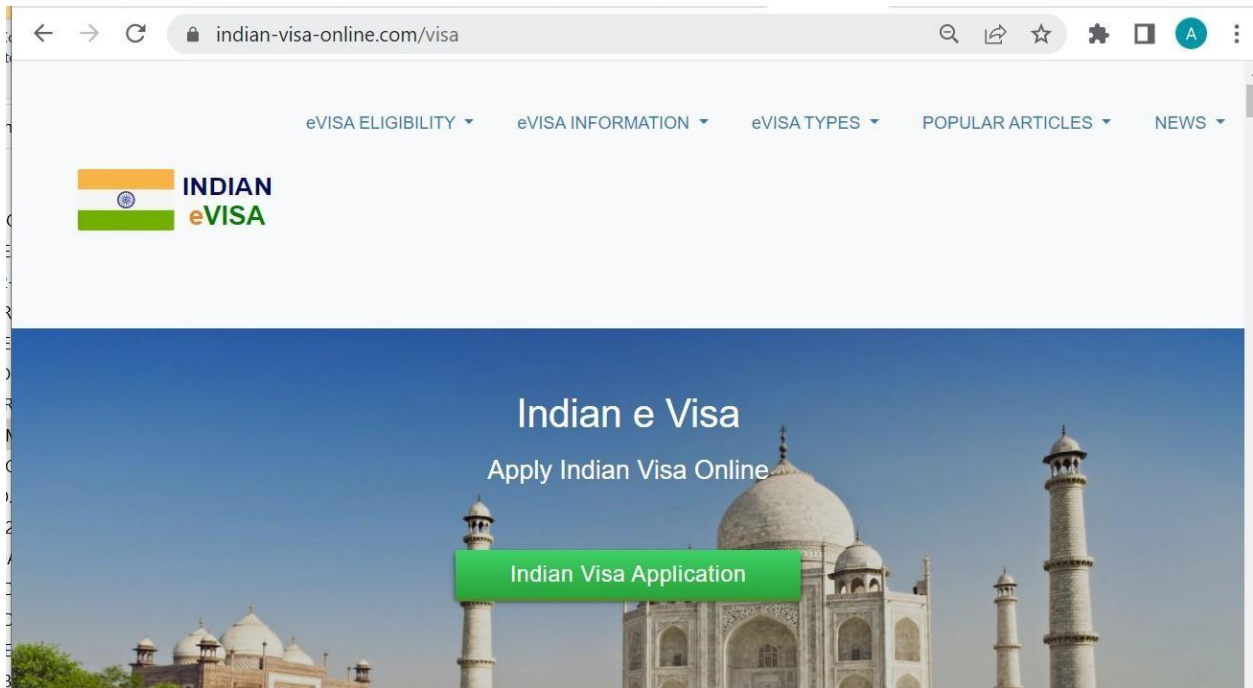 indian-visa-online.com/visa
A
eVISA ELIGIBILITY eVISA INFORMATION eVISA TYPES POPULAR ARTICLES NEWS
INDIAN
eVISA
Indian e Visa
Apply Indian Visa Online
Indian Visa Application